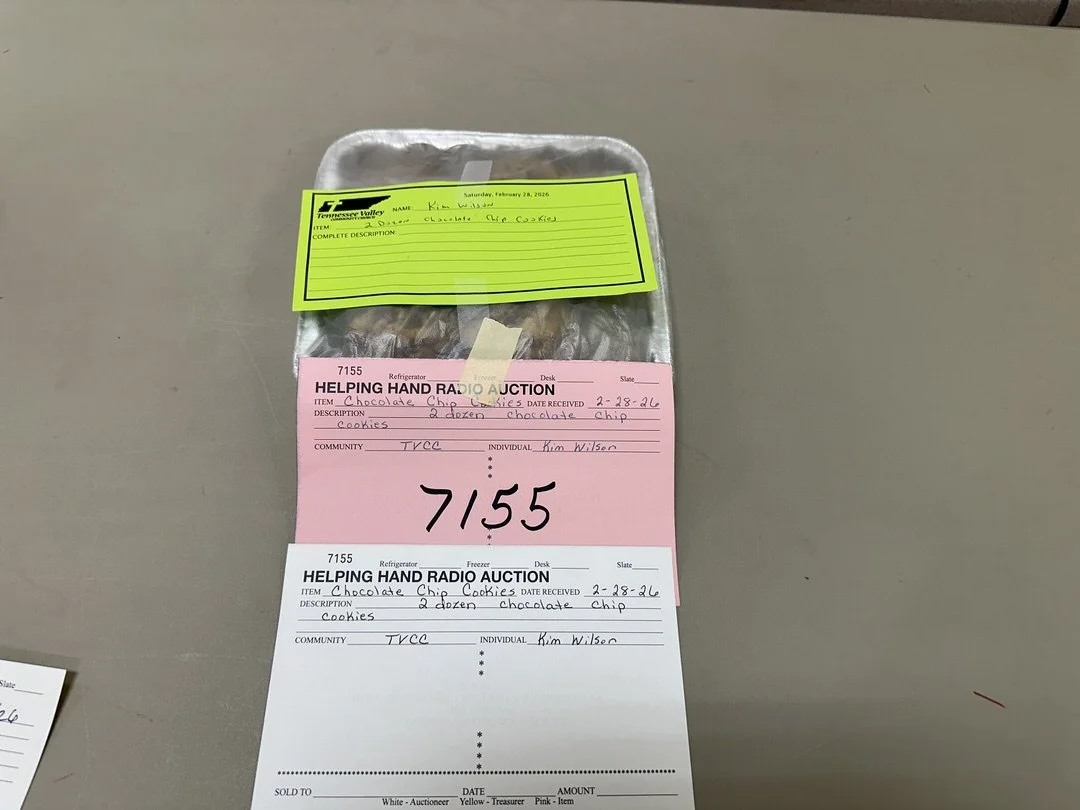 Saturday, February 28, 2026
Tennessee Valley
COMMUNITY CHURCH
NAME: Kim Wilson
ITEM: 2 Dozen Chocolate Chip Cookies
COMPLETE DESCRIPTION:
7155
Refrigerator Freezer Desk Slate
HELPING HAND RADIO AUCTION
ITEM Chocolate Chip Cookies DATE RECEIVED 2-28-26
DESCRIPTION 2 dozen chocolate chip
cookies
COMMUNITY TVCC INDIVIDUAL Kim Wilson
7155
7155
Refrigerator Freezer Desk Slate
HELPING HAND RADIO AUCTION
ITEM Chocolate Chip Cookies DATE RECEIVED 2-28-26
DESCRIPTION 2 dozen chocolate chip
cookies
COMMUNITY TVCC INDIVIDUAL Kim Wilson
SOLD TO DATE AMOUNT
White - Auctioneer Yellow - Treasurer Pink - Item
Slate